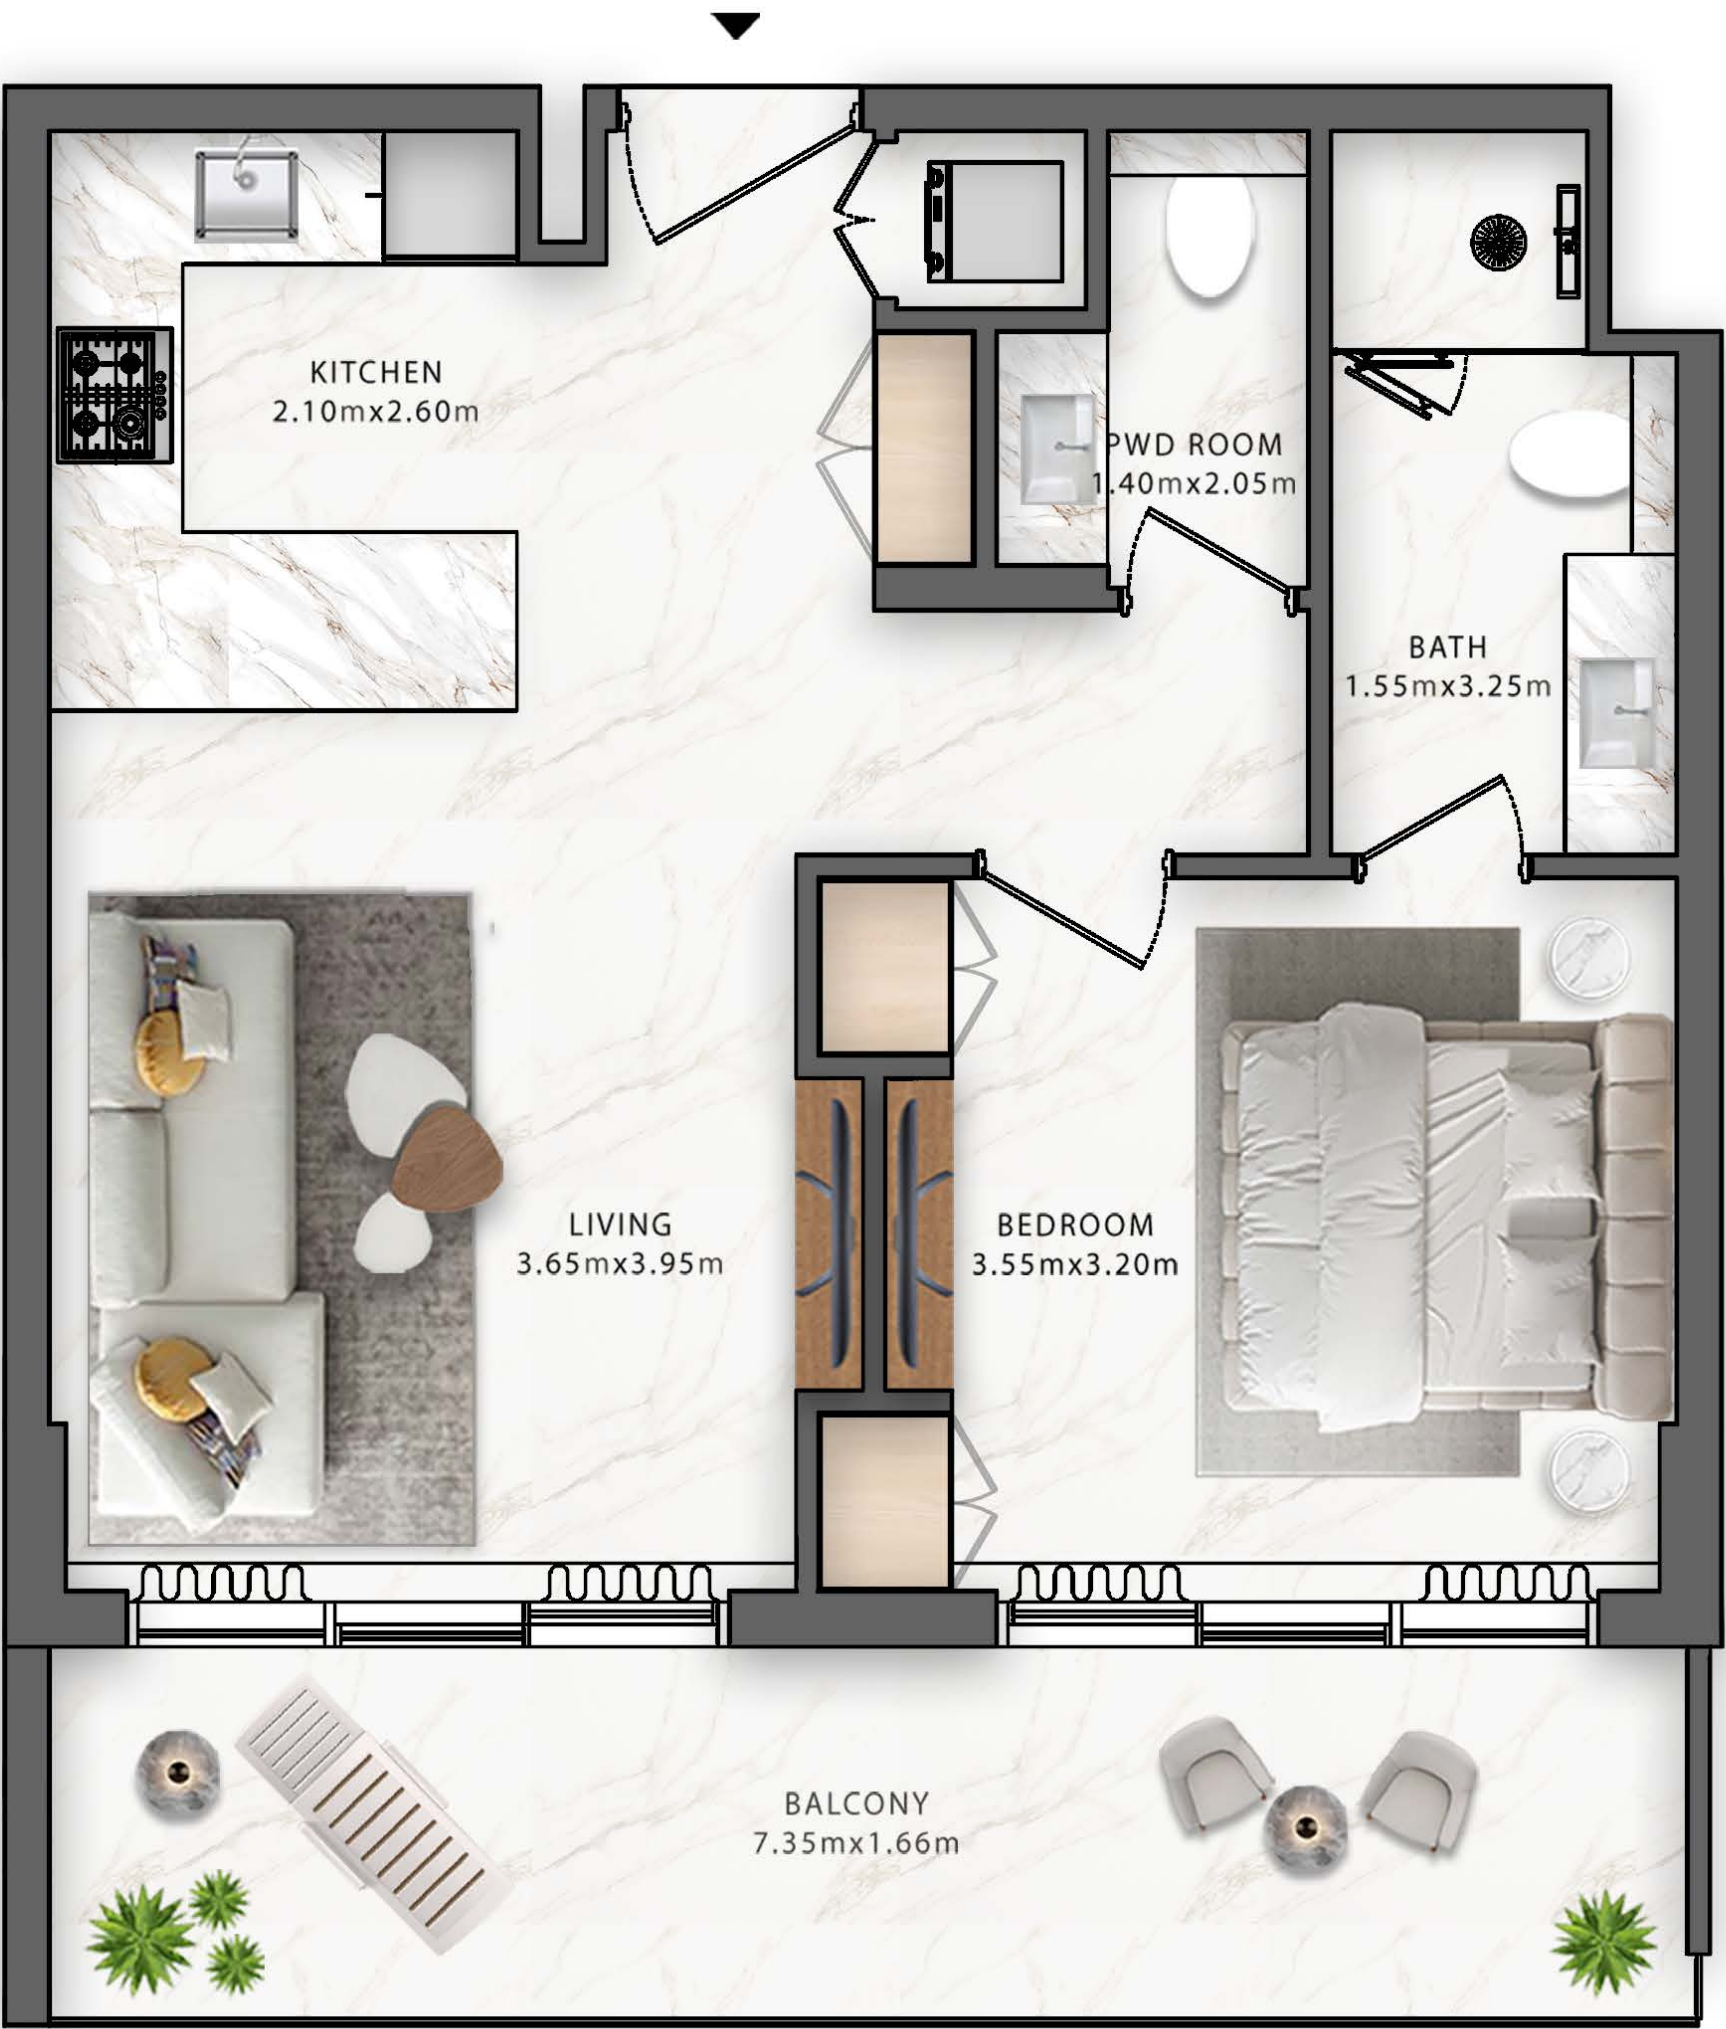 KITCHEN
2.10mx2.60m
PWD ROOM
1.40mx2.05m
BATH
1.55mx3.25m
LIVING
3.65mx3.95m
BEDROOM
3.55mx3.20m
BALCONY
7.35mx1.66m